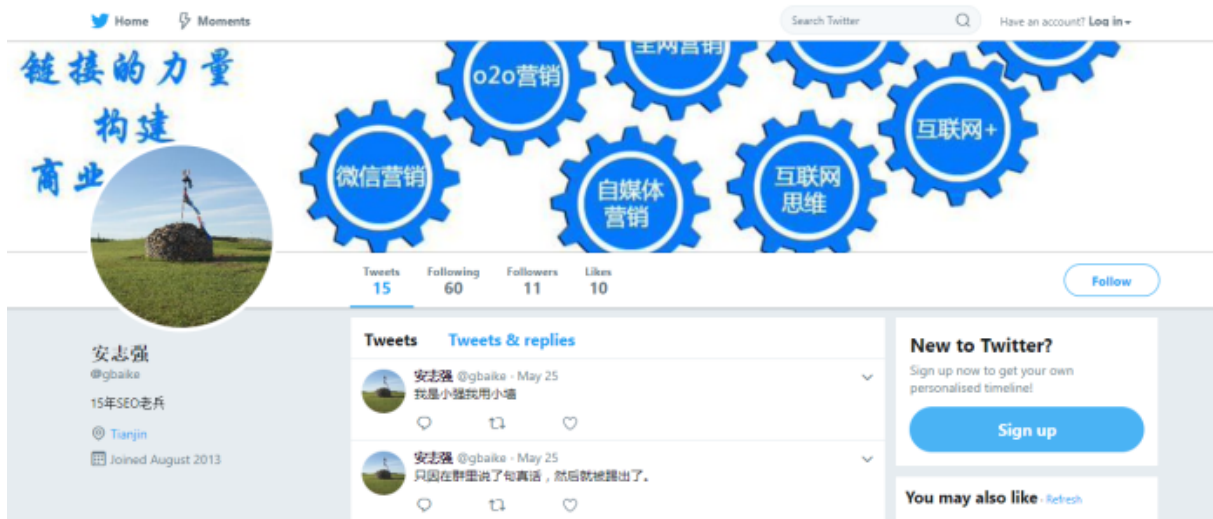 Home
Moments
Search Twitter
Have an account? Log in
链接的力量
构建
商业
o2o营销
全网营销
微信营销
自媒体
营销
互联网
思维
互联网+
Tweets
15
Following
60
Followers
11
Likes
10
Follow
安志强
@gbaike
15年SEO老兵
Tianjin
Joined August 2013
Tweets
Tweets & replies
安志强 @gbaike · May 25
我是小强我用小墙
安志强 @gbaike · May 25
只因在群里说了句真话，然后就被踢出了。
New to Twitter?
Sign up now to get your own
personalised timeline!
Sign up
You may also like · Refresh